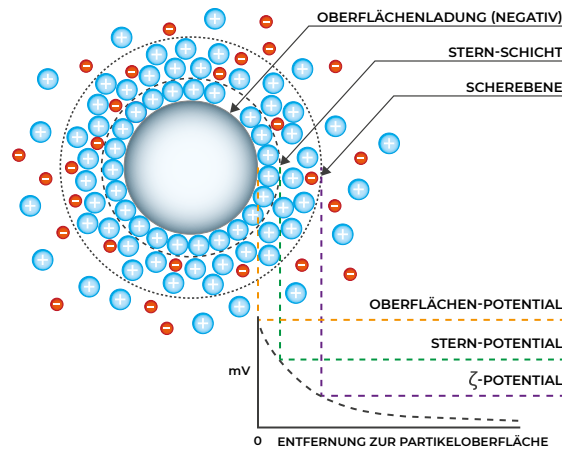 OBERFLÄCHENLADUNG (NEGATIV)
STERN-SCHICHT
SCHEREBENE
OBERFLÄCHEN-POTENTIAL
STERN-POTENTIAL
mV
ζ-POTENTIAL
0 ENTFERNUNG ZUR PARTIKELOBERFLÄCHE